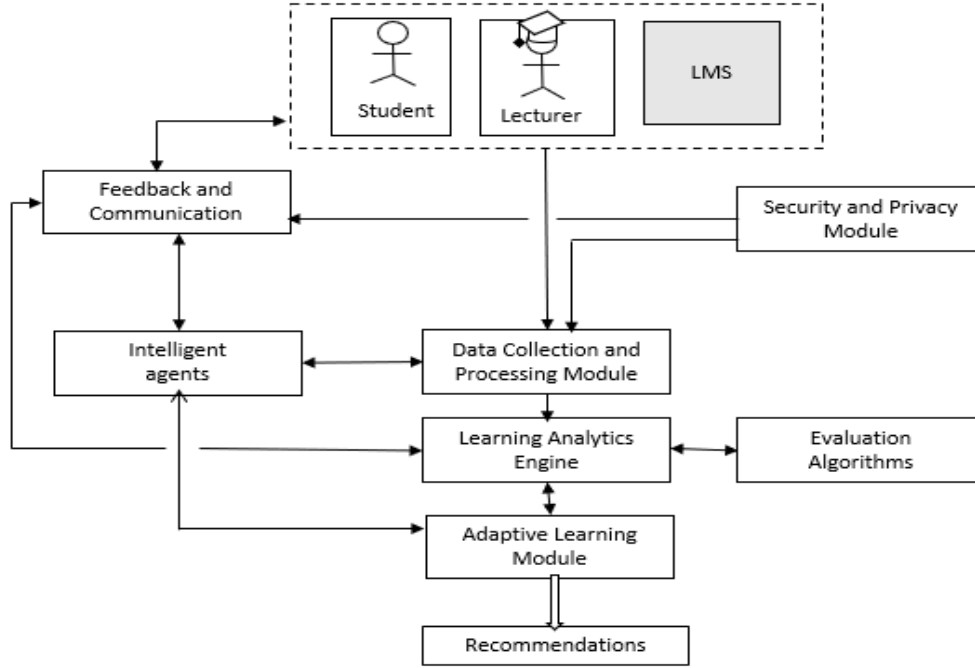 Student
Lecturer
LMS
Feedback and
Communication
Security and Privacy
Module
Intelligent
agents
Data Collection and
Processing Module
Learning Analytics
Engine
Evaluation
Algorithms
Adaptive Learning
Module
Recommendations